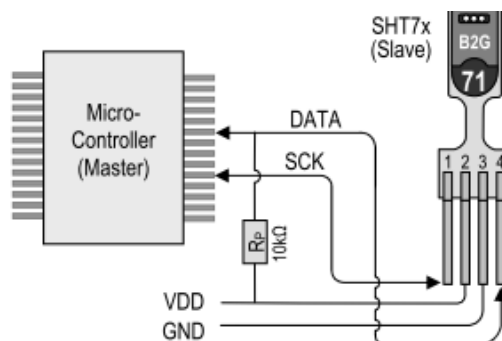 SHT7x
(Slave)
B2G
71
Micro-
Controller
(Master)
DATA
SCK
1 2 3 4
RP
10kΩ
VDD
GND